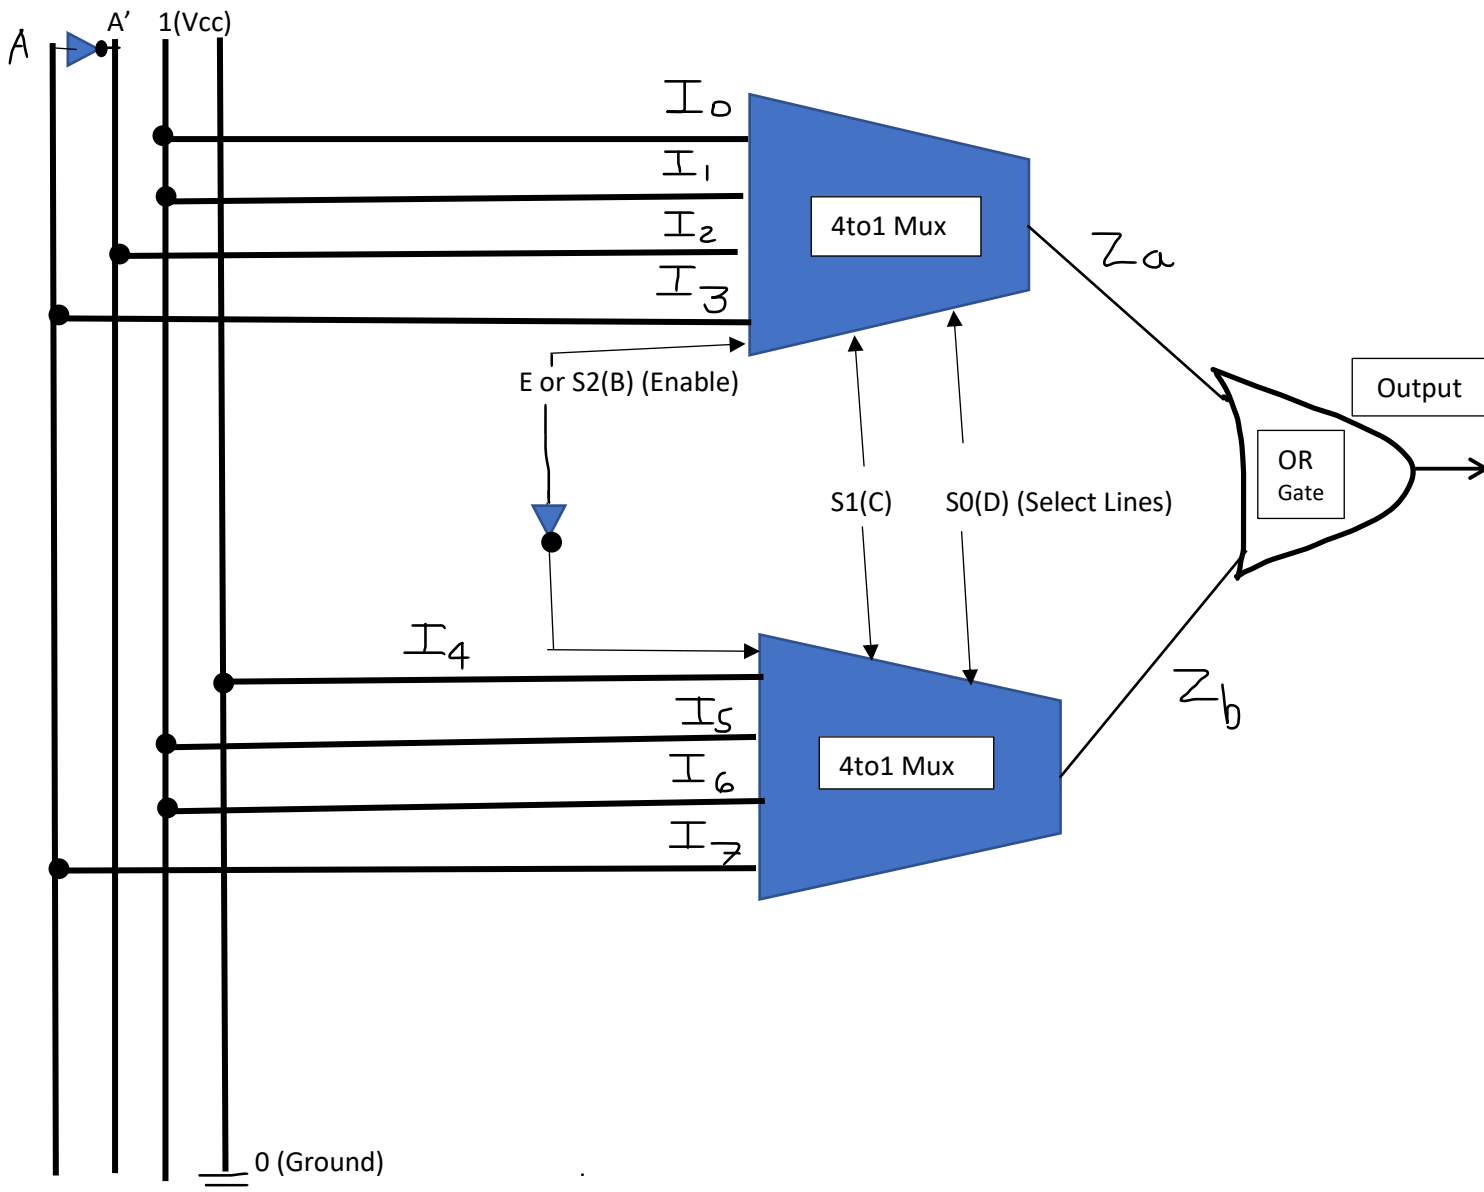 A
A’
1(Vcc)
I0
I1
I2
I3
4to1 Mux
Za
E or S2(B) (Enable)
Output
OR
Gate
S1(C)
S0(D) (Select Lines)
I4
I5
I6
I7
4to1 Mux
Zb
0 (Ground)